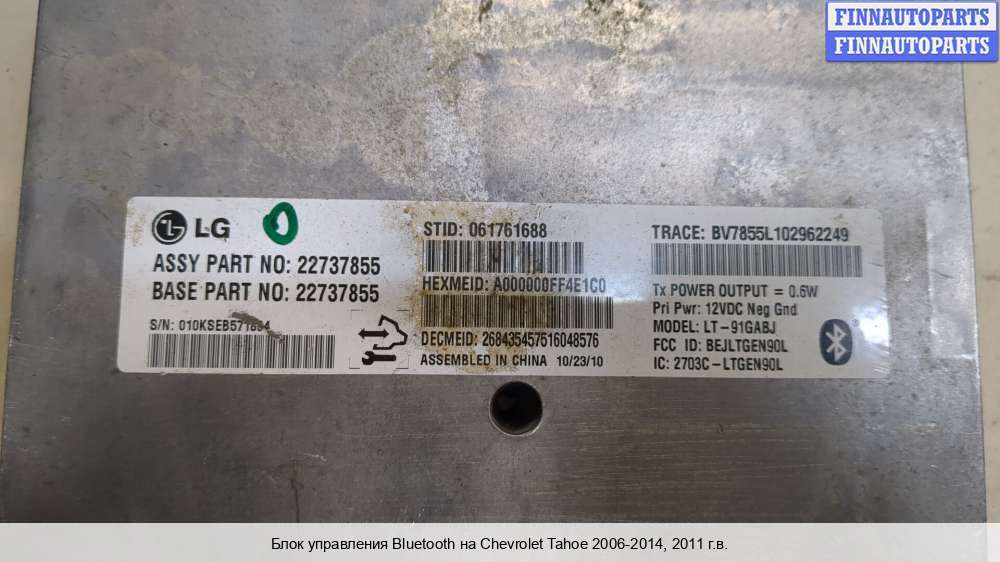 FINNAUTOPARTS
FINNAUTOPARTS
LG
ASSY PART NO: 22737855
BASE PART NO: 22737855
S/N:
STID: 061761688
HEXMEID: A000000FF4E1C0
DECMEID: 268435457516048576
ASSEMBLED IN CHINA 10/23/10
TRACE: BV7855L102962249
Tx POWER OUTPUT = 0.6W
Pri Pwr: 12VDC Neg Gnd
MODEL: LT-91GABJ
FCC ID: BEJLTGEN90L
IC: 2703C-LTGEN90L
Блок управления Bluetooth на Chevrolet Tahoe 2006-2014, 2011 г.в.